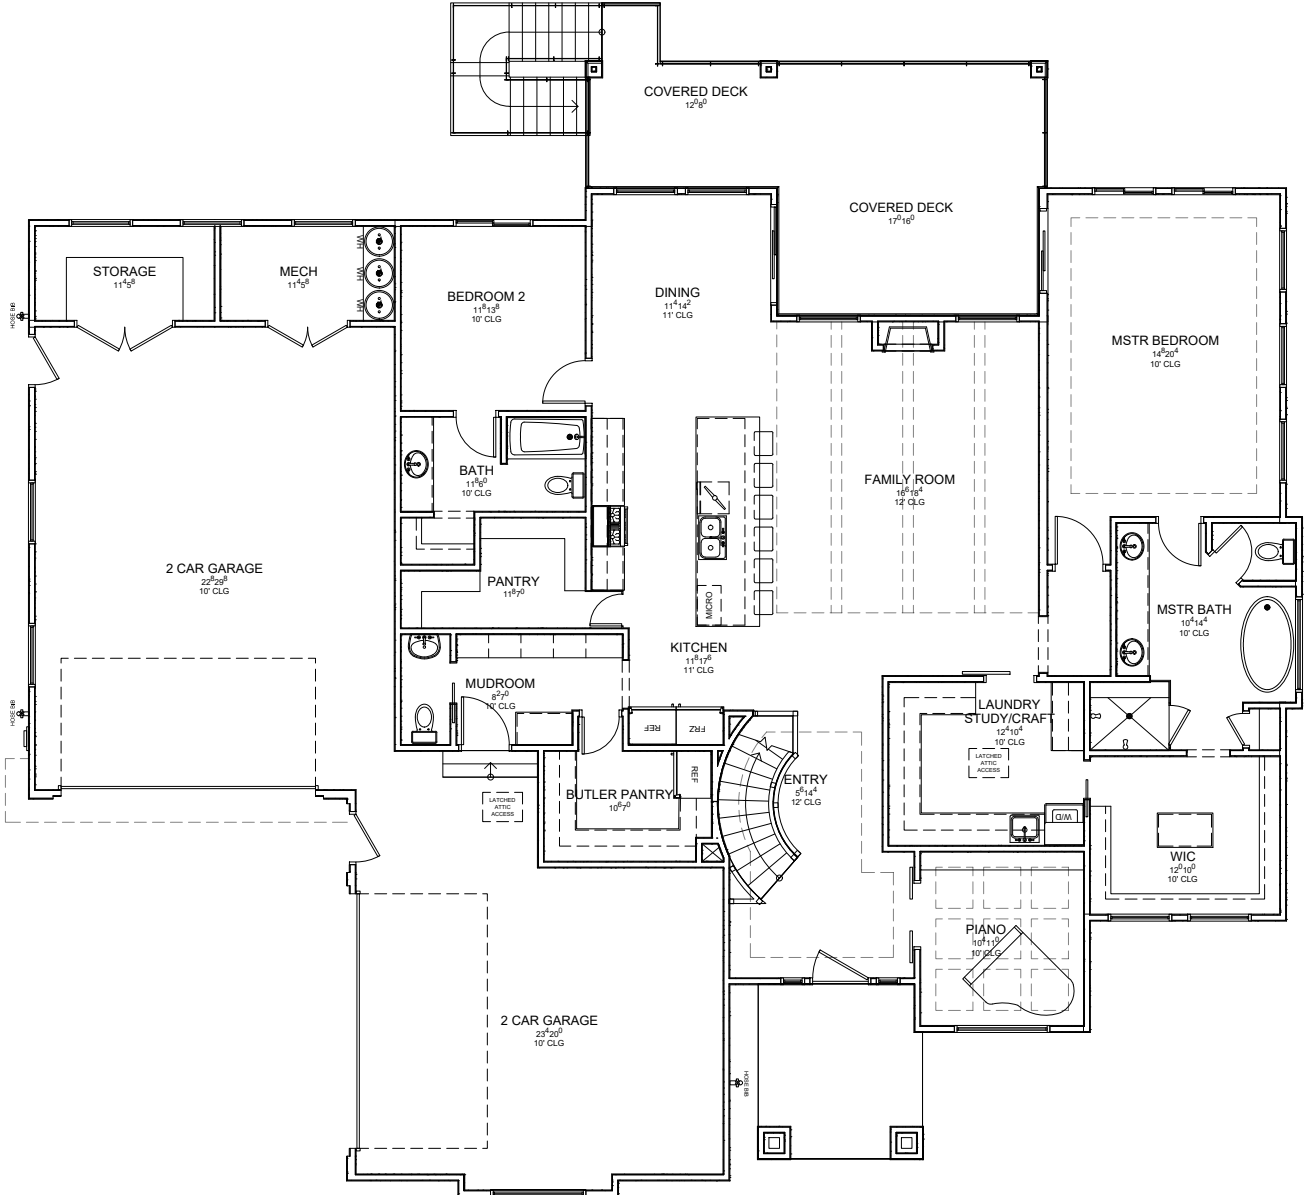 COVERED DECK
12⁰8⁰
COVERED DECK
17⁰16⁰
STORAGE
11⁴5⁸
MECH
11⁴5⁸
WH
WH
WH
HOSE BIB
BEDROOM 2
11⁸13⁸
10' CLG
DINING
11⁴14²
11' CLG
MSTR BEDROOM
14⁸20⁴
10' CLG
BATH
11⁸6⁰
10' CLG
FAMILY ROOM
16⁶18⁴
12' CLG
2 CAR GARAGE
22⁸29⁸
10' CLG
PANTRY
11⁸7⁰
MICRO
MSTR BATH
10⁴14⁴
10' CLG
KITCHEN
11⁸17⁶
11' CLG
MUDROOM
8²7⁰
10' CLG
HOSE BIB
REF
FRZ
LAUNDRY
STUDY/CRAFT
12⁴10⁴
10' CLG
LATCHED
ATTIC
ACCESS
REF
ENTRY
5⁶14⁴
12' CLG
BUTLER PANTRY
10⁶7⁰
LATCHED
ATTIC
ACCESS
W/D
WIC
12⁰10⁰
10' CLG
PIANO
10⁴11⁰
10' CLG
2 CAR GARAGE
23⁴20⁰
10' CLG
HOSE BIB